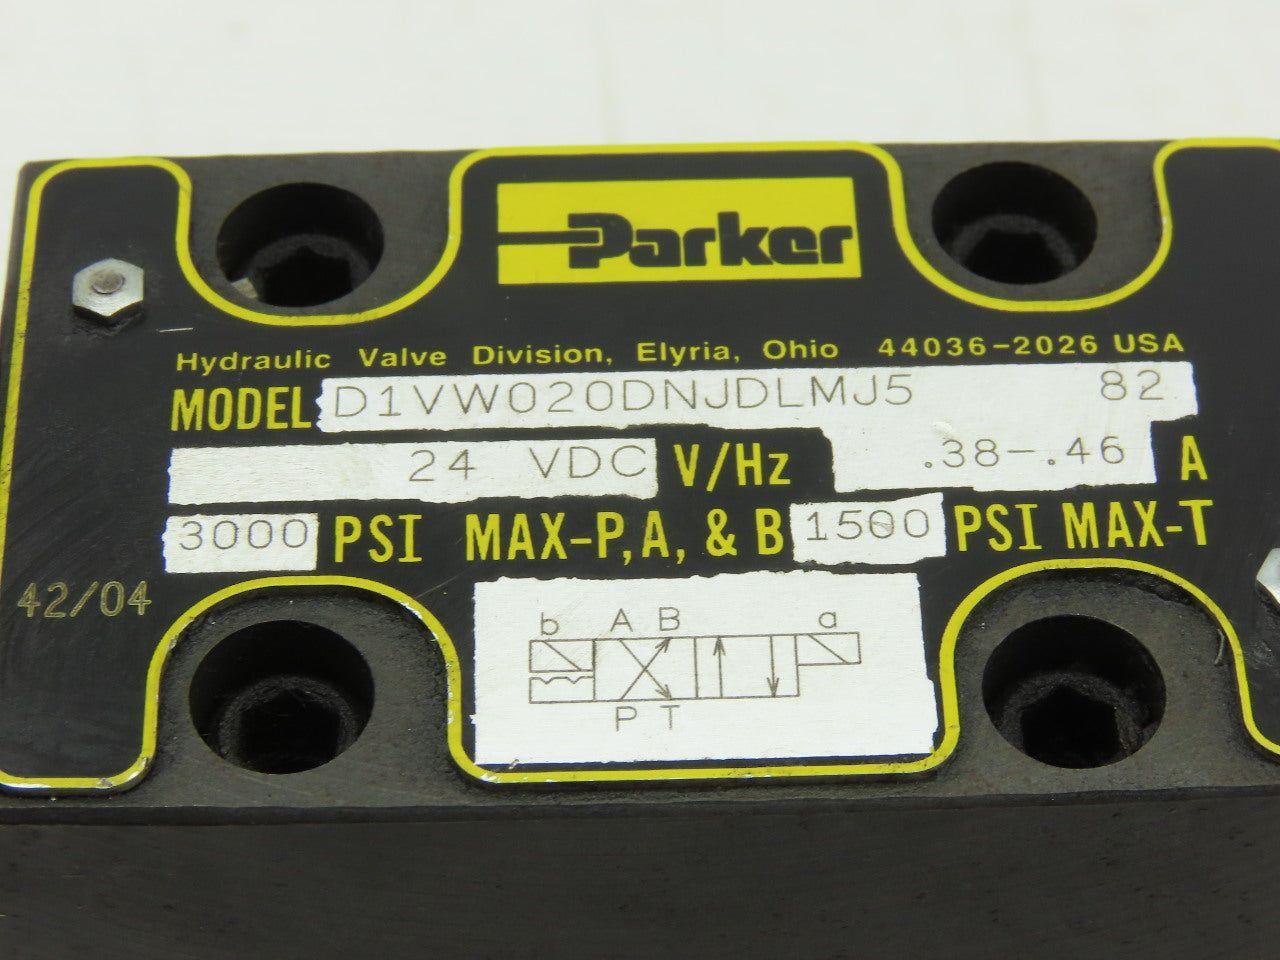 Parker
Hydraulic Valve Division, Elyria, Ohio 44036-2026 USA
MODEL D1VW020DNJDLMJ5 82
24 VDC V/Hz .38-.46 A
3000 PSI MAX-P, A, & B 1500 PSI MAX-T
42/04
b A B a
P T